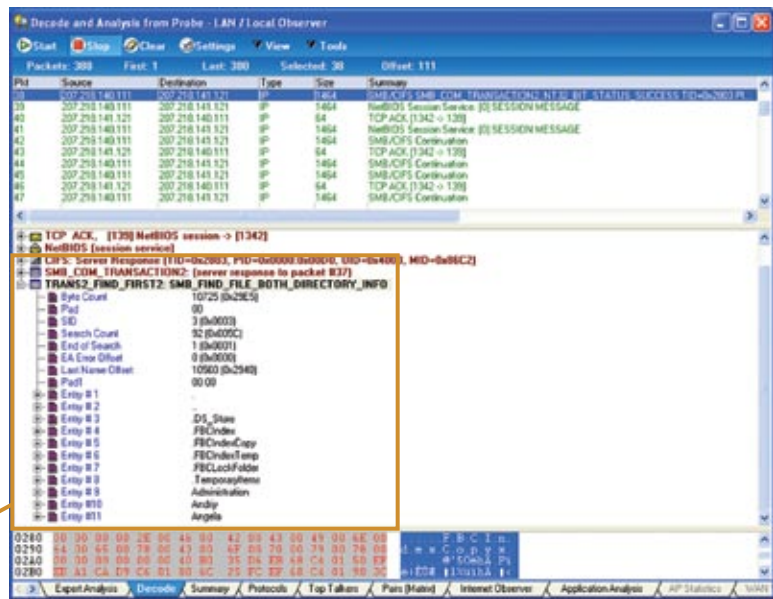 Decode and Analysis from Probe - LAN / Local Observer
Start Stop Clear Settings View Tools
Packets: 380 First: 1 Last: 380 Selected: 38 Offset: 111
Pkt Source Destination Type Size Summary
38 207.218.140.111 207.218.141.121 IP 1464 SMB/CIFS SMB_COM_TRANSACTION2, NT32_BIT_STATUS_SUCCESS TID=0x2803
39 207.218.140.111 207.218.141.121 IP 1464 NetBIOS Session Service: [0] SESSION MESSAGE
40 207.218.141.121 207.218.140.111 IP 64 TCP ACK, [1342 -> 139]
41 207.218.140.111 207.218.141.121 IP 1464 NetBIOS Session Service: [0] SESSION MESSAGE
42 207.218.140.111 207.218.141.121 IP 1464 SMB/CIFS Continuation
43 207.218.141.121 207.218.140.111 IP 64 TCP ACK, [1342 -> 139]
44 207.218.140.111 207.218.141.121 IP 1464 SMB/CIFS Continuation
45 207.218.140.111 207.218.141.121 IP 1464 SMB/CIFS Continuation
46 207.218.141.121 207.218.140.111 IP 64 TCP ACK, [1342 -> 139]
47 207.218.140.111 207.218.141.121 IP 1464 SMB/CIFS Continuation
TCP ACK, [139] NetBIOS session -> [1342]
NetBIOS (session service)
CIFS: Server Response (TID=0x2803,
SMB_COM_TRANSACTION2: (server response to packet #37)
TRANS2_FIND_FIRST2: SMB_FIND_FILE_BOTH_DIRECTORY_INFO
Byte Count 10725 (0x29E5)
Pad 00
SID 3 (0x0003)
Search Count 92 (0x005C)
End of Search 1 (0x0001)
EA Error Offset 0 (0x0000)
Last Name Offset 10560 (0x2940)
Pad1 00 00
Entry # 1 .
Entry # 2 ..
Entry # 3 .DS_Store
Entry # 4 .FBCIndex
Entry # 5 .FBCIndexCopy
Entry # 6 .FBCIndexTemp
Entry # 7 .FBCLockFolder
Entry # 8 .TemporaryItems
Entry # 9 Administration
Entry #10 Andiy
Entry #11 Angela
0280
0290
02A0
02B0
Expert Analysis Decode Summary Protocols Top Talkers Pairs (Matrix) Internet Observer Application Analysis AP Statistics WAN